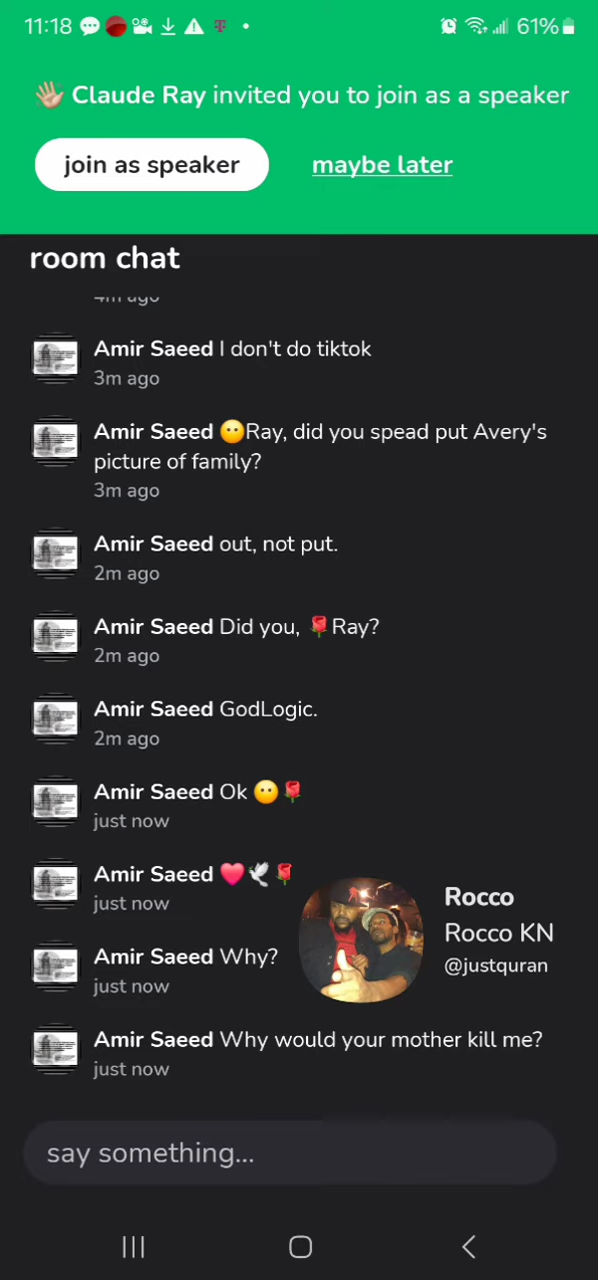 11:18 61%
Claude Ray invited you to join as a speaker
join as speaker maybe later
room chat
4m ago
Amir Saeed I don't do tiktok
3m ago
Amir Saeed 😶Ray, did you spead put Avery's
picture of family?
3m ago
Amir Saeed out, not put.
2m ago
Amir Saeed Did you, 🌹Ray?
2m ago
Amir Saeed GodLogic.
2m ago
Amir Saeed Ok 😶🌹
just now
Amir Saeed ❤️🕊️🌹
just now
Rocco
Rocco KN
@justquran
Amir Saeed Why?
just now
Amir Saeed Why would your mother kill me?
just now
say something...